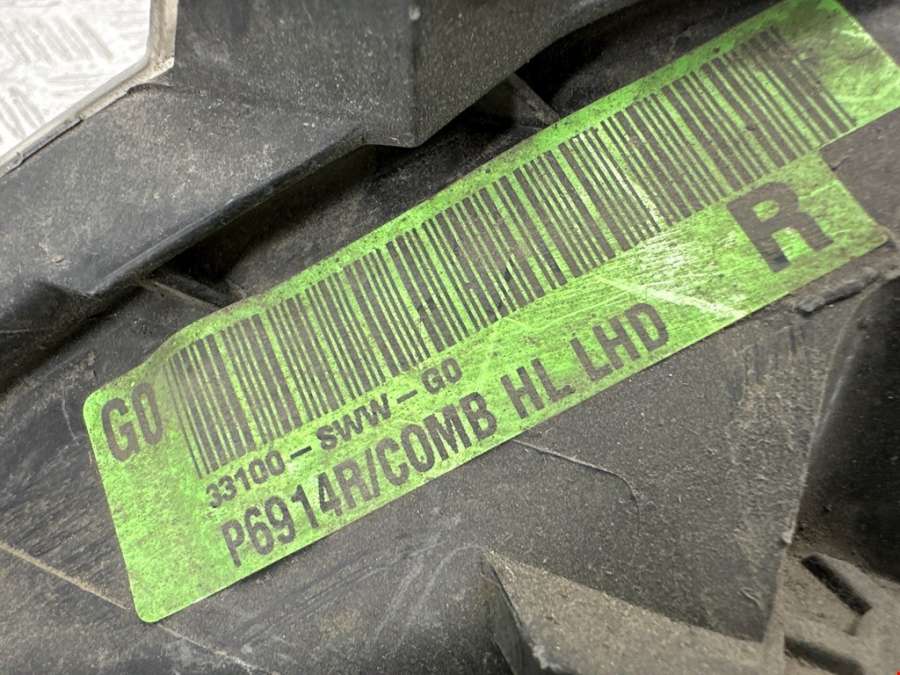 G0
R
33100-SWW-G0
P6914R/COMB HL LHD